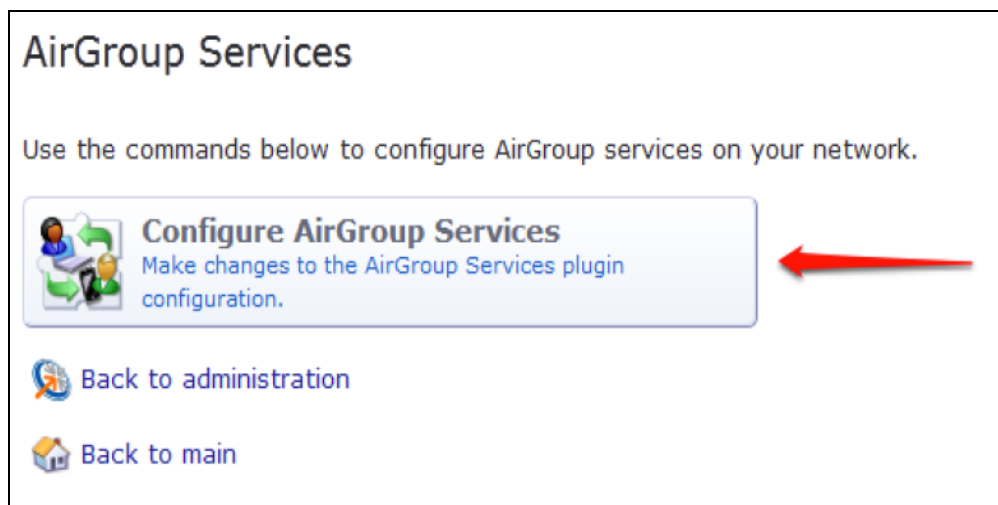 AirGroup Services
Use the commands below to configure AirGroup services on your network.
Configure AirGroup Services
Make changes to the AirGroup Services plugin
configuration.
Back to administration
Back to main